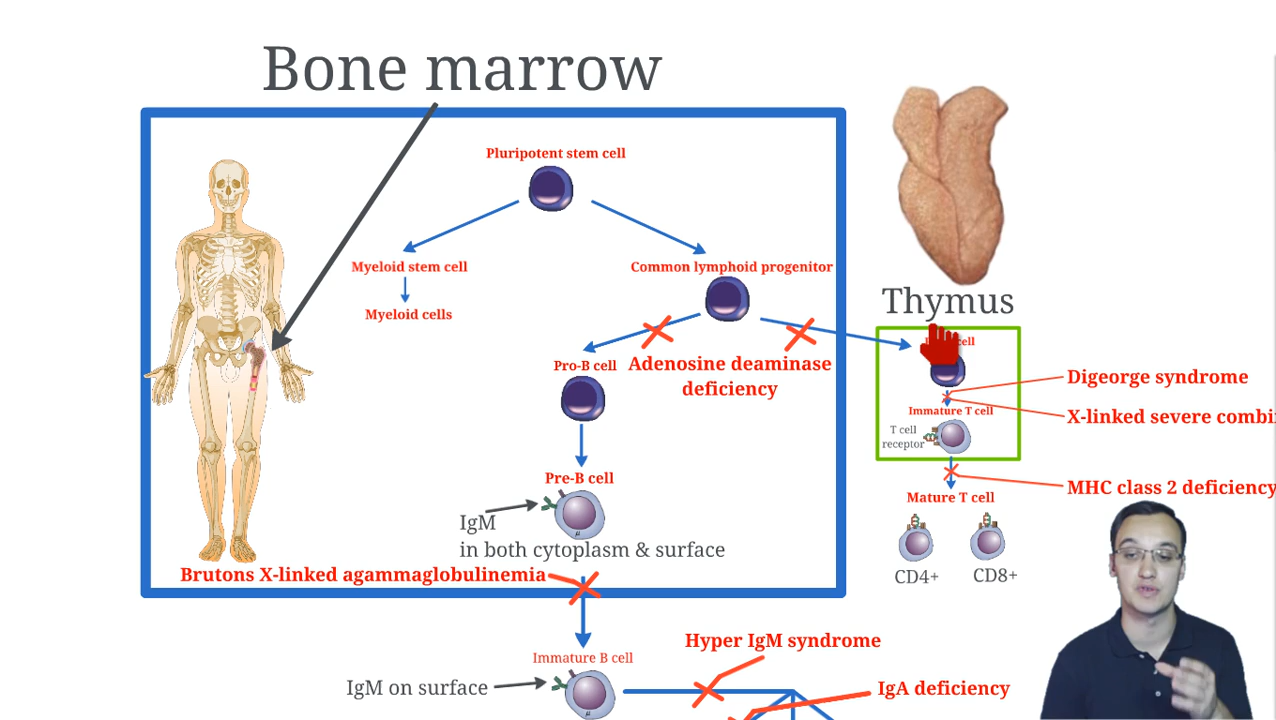 Bone marrow
Pluripotent stem cell
Myeloid stem cell
Common lymphoid progenitor
Myeloid cells
Thymus
cell
Pro-B cell
Adenosine deaminase
deficiency
Digeorge syndrome
Immature T cell
X-linked severe
T cell
receptor
Pre-B cell
MHC class 2 deficiency
Mature T cell
IgM
in both cytoplasm & surface
μ
Brutons X-linked agammaglobulinemia
CD4+
CD8+
Hyper IgM syndrome
Immature B cell
IgM on surface
IgA deficiency
μ